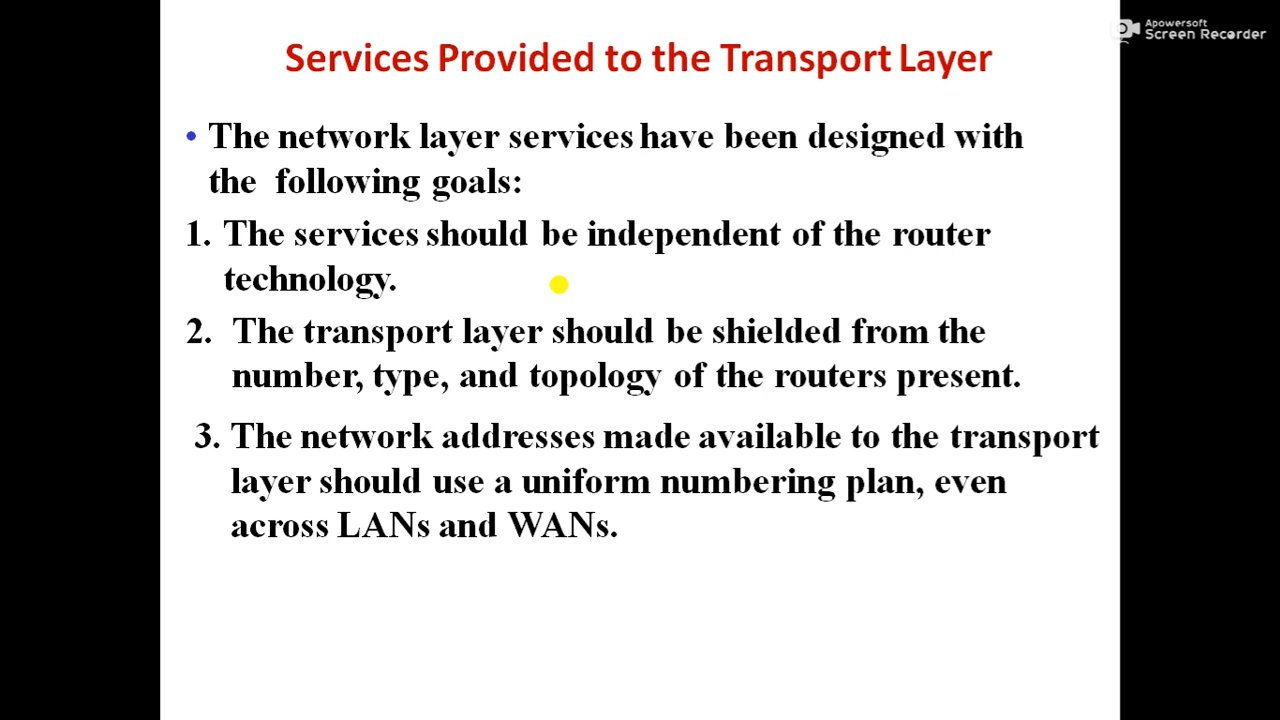 Apowersoft
Screen Recorder
Services Provided to the Transport Layer
• The network layer services have been designed with
the following goals:
1. The services should be independent of the router
technology.
2. The transport layer should be shielded from the
number, type, and topology of the routers present.
3. The network addresses made available to the transport
layer should use a uniform numbering plan, even
across LANs and WANs.